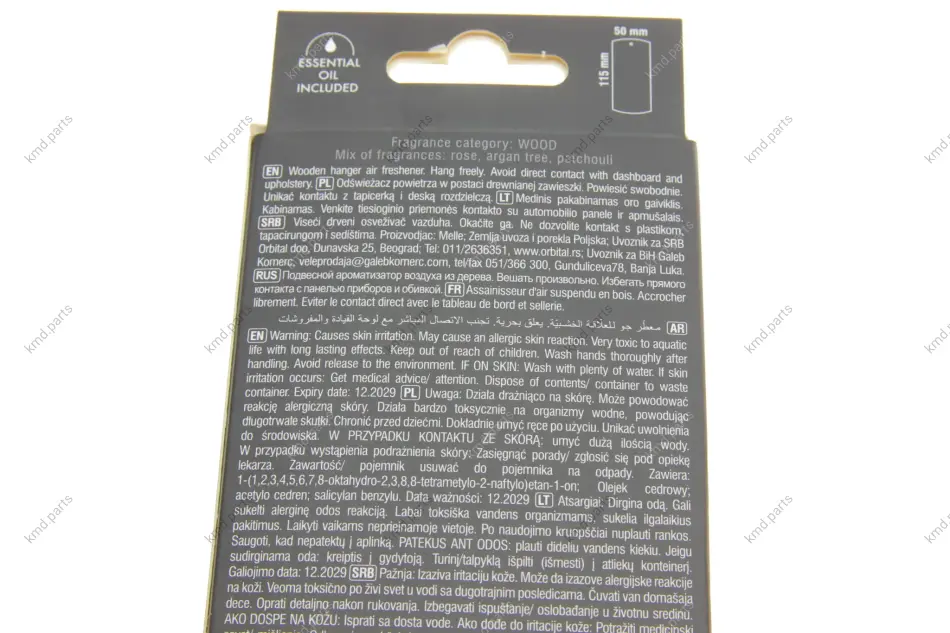 ESSENTIAL
OIL
INCLUDED
50 mm
115 mm
Fragrance category: WOOD
Mix of fragrances: rose, argan tree, patchouli
EN Wooden hanger air freshener. Hang freely. Avoid direct contact with dashboard and
upholstery. PL Odświeżacz powietrza w postaci drewnianej zawieszki. Powiesić swobodnie.
Unikać kontaktu z tapicerką i deską rozdzielczą. LT Medinis pakabinamas oro gaiviklis.
Kabinamas. Venkite tiesioginio priemonės kontakto su automobilio panele ir apmušalais.
SRB Viseći drveni osveživač vazduha. Okačite ga. Ne dozvolite kontakt s plastikom,
tapacirungom i sedištima. Proizvodjac: Melle; Zemlja uvoza i porekla Poljska; Uvoznik za SRB
Orbital doo, Dunavska 25, Beograd; Tel: 011/2636351, www.orbital.rs; Uvoznik za BiH Galeb
Komerc, veleprodaja@galebkomerc.com, tel/fax 051/366 300, Gunduliceva78, Banja Luka.
RUS Подвесной ароматизатор воздуха из дерева. Вешать произвольно. Избегать прямого
контакта с панелью приборов и обивкой. FR Assainisseur d'air suspendu en bois. Accrocher
librement. Eviter le contact direct avec le tableau de bord et sellerie.
AR معطر جو للعلاقة الخشبيّة. يعلق بحرية. تجنب الاتصال المباشر مع لوحة القيادة والمفروشات
EN Warning: Causes skin irritation. May cause an allergic skin reaction. Very toxic to aquatic
life with long lasting effects. Keep out of reach of children. Wash hands thoroughly after
handling. Avoid release to the environment. IF ON SKIN: Wash with plenty of water. If skin
irritation occurs: Get medical advice/ attention. Dispose of contents/ container to waste
container. Expiry date: 12.2029 PL Uwaga: Działa drażniąco na skórę. Może powodować
reakcję alergiczną skóry. Działa bardzo toksycznie na organizmy wodne, powodując
długotrwałe skutki. Chronić przed dziećmi. Dokładnie umyć ręce po użyciu. Unikać uwolnienia
do środowiska. W PRZYPADKU KONTAKTU ZE SKÓRĄ: umyć dużą ilością wody.
W przypadku wystąpienia podrażnienia skóry: Zasięgnąć porady/ zgłosić się pod opiekę
lekarza. Zawartość/ pojemnik usuwać do pojemnika na odpady. Zawiera:
1-(1,2,3,4,5,6,7,8-oktahydro-2,3,8,8-tetrametylo-2-naftylo)etan-1-on; Olejek cedrowy;
acetylo cedren; salicylan benzylu. Data ważności: 12.2029 LT Atsargiai. Dirgina odą. Gali
sukelti alerginę odos reakciją. Labai toksiška vandens organizmams, sukelia ilgalaikius
pakitimus. Laikyti vaikams neprieinamoje vietoje. Po naudojimo kruopščiai nuplauti rankos.
Saugoti, kad nepatektų į aplinką. PATEKUS ANT ODOS: plauti dideliu vandens kiekiu. Jeigu
sudirginama oda: kreiptis į gydytoją. Turinį/talpyklą išpilti (išmesti) į atliekų konteinerį.
Galiojimo data: 12.2029 SRB Pažnja: Izaziva iritaciju kože. Može da izazove alergijske reakcije
na koži. Veoma toksično po živi svet u vodi sa dugotrajnim posledicama. Čuvati van domašaja
dece. Oprati detaljno nakon rukovanja. Izbegavati ispuštanje/ oslobađanje u životnu sredinu.
AKO DOSPE NA KOŽU: Isprati sa dosta vode. Ako dođe do iritacije kože: Potražiti medicinski
kmd.parts